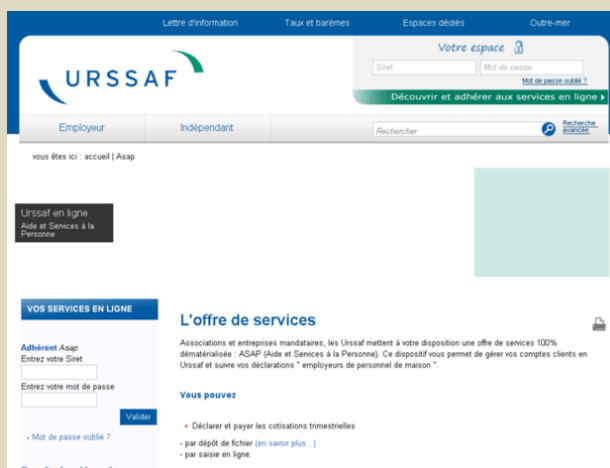 Lettre d'information Taux et barèmes Espaces dédiés Outre-mer
Votre espace
URSSAF
Siret Mot de passe
Mot de passe oublié ?
Découvrir et adhérer aux services en ligne
Employeur Indépendant
Rechercher
Recherche
avancée
vous êtes ici : accueil | Asap
Urssaf en ligne
Aide et Services à la
Personne
VOS SERVICES EN LIGNE
Adhérent Asap
Entrez votre Siret
Entrez votre mot de passe
Valider
Mot de passe oublié ?
L'offre de services
Associations et entreprises mandataires, les Urssaf mettent à votre disposition une offre de services 100%
dématérialisée : ASAP (Aide et Services à la Personne). Ce dispositif vous permet de gérer vos comptes clients en
Urssaf et suivre vos déclarations " employeurs de personnel de maison ".
Vous pouvez
Déclarer et payer les cotisations trimestrielles
- par dépôt de fichier (en savoir plus...)
- par saisie en ligne.